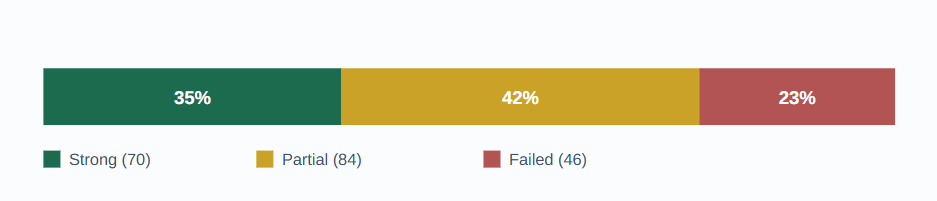 35% 42% 23%
Strong (70) Partial (84) Failed (46)